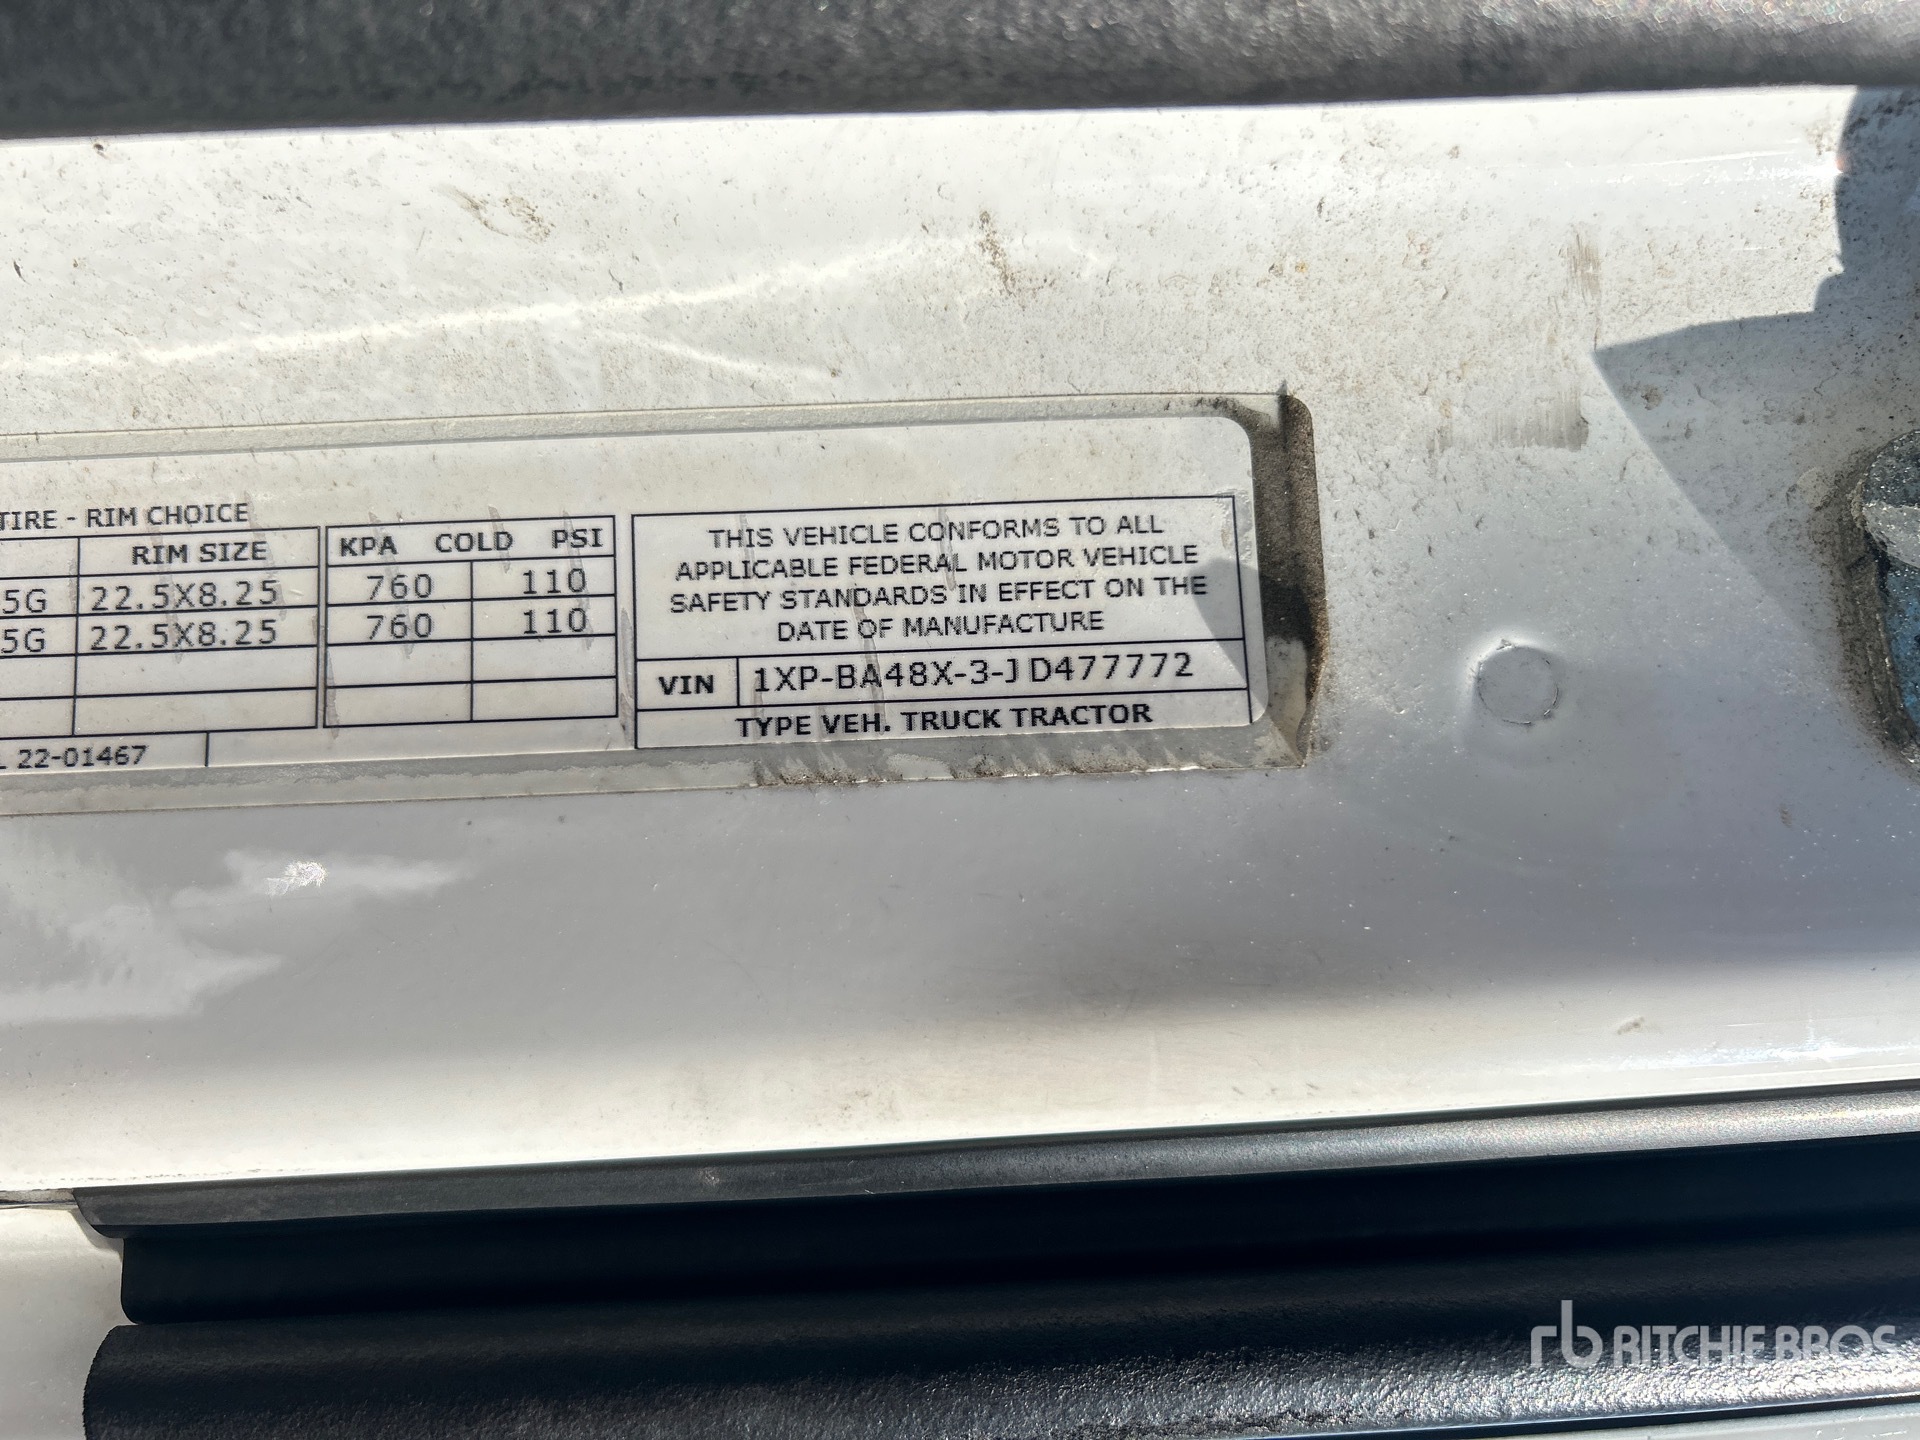 TIRE - RIM CHOICE
RIM SIZE
KPA COLD PSI
5G 22.5X8.25 760 110
5G 22.5X8.25 760 110
22-01467
THIS VEHICLE CONFORMS TO ALL
APPLICABLE FEDERAL MOTOR VEHICLE
SAFETY STANDARDS IN EFFECT ON THE
DATE OF MANUFACTURE
VIN 1XP-BA48X-3-JD477772
TYPE VEH. TRUCK TRACTOR
rb RITCHIE BROS